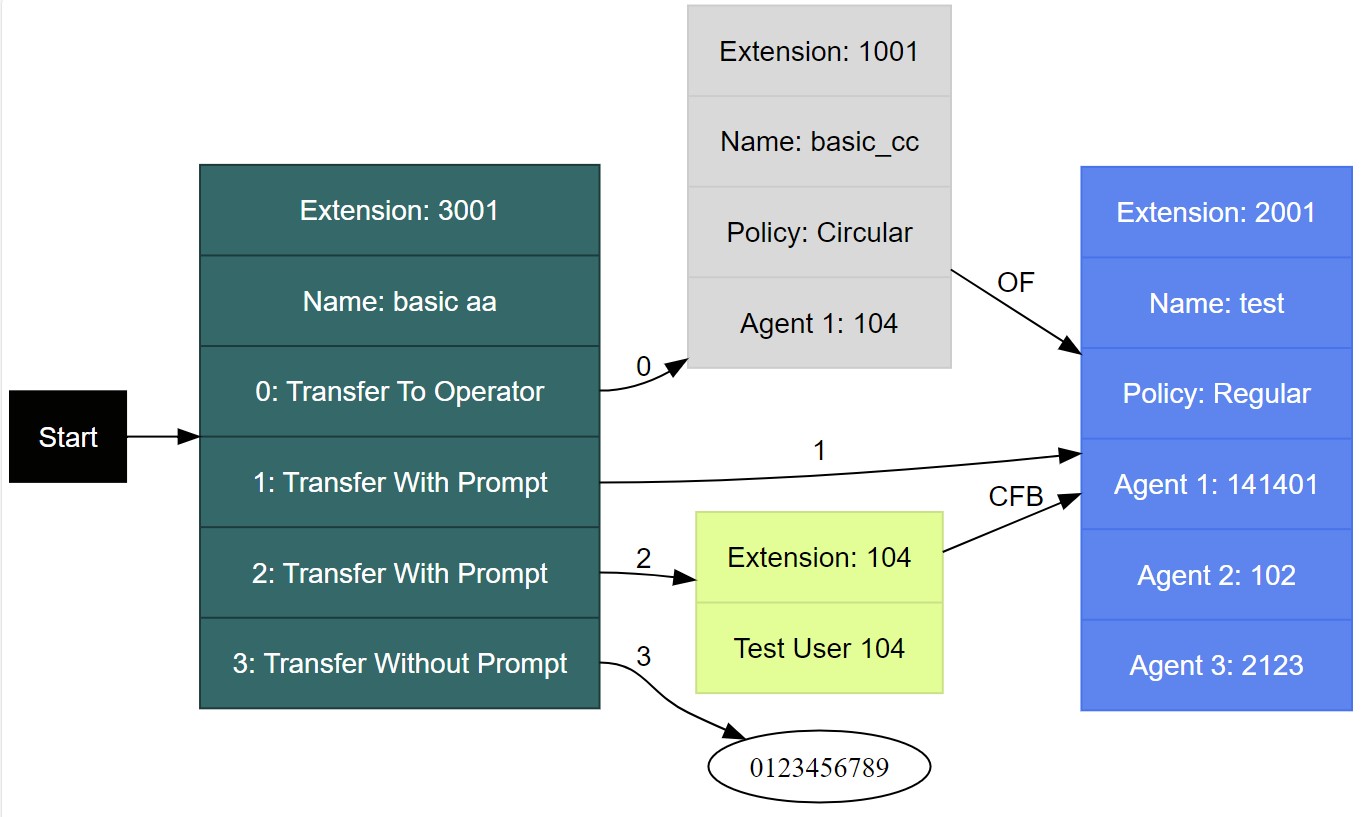 Start
Extension: 3001
Name: basic aa
0: Transfer To Operator
1: Transfer With Prompt
2: Transfer With Prompt
3: Transfer Without Prompt
0
1
2
3
Extension: 1001
Name: basic_cc
Policy: Circular
Agent 1: 104
OF
Extension: 104
Test User 104
CFB
0123456789
Extension: 2001
Name: test
Policy: Regular
Agent 1: 141401
Agent 2: 102
Agent 3: 2123